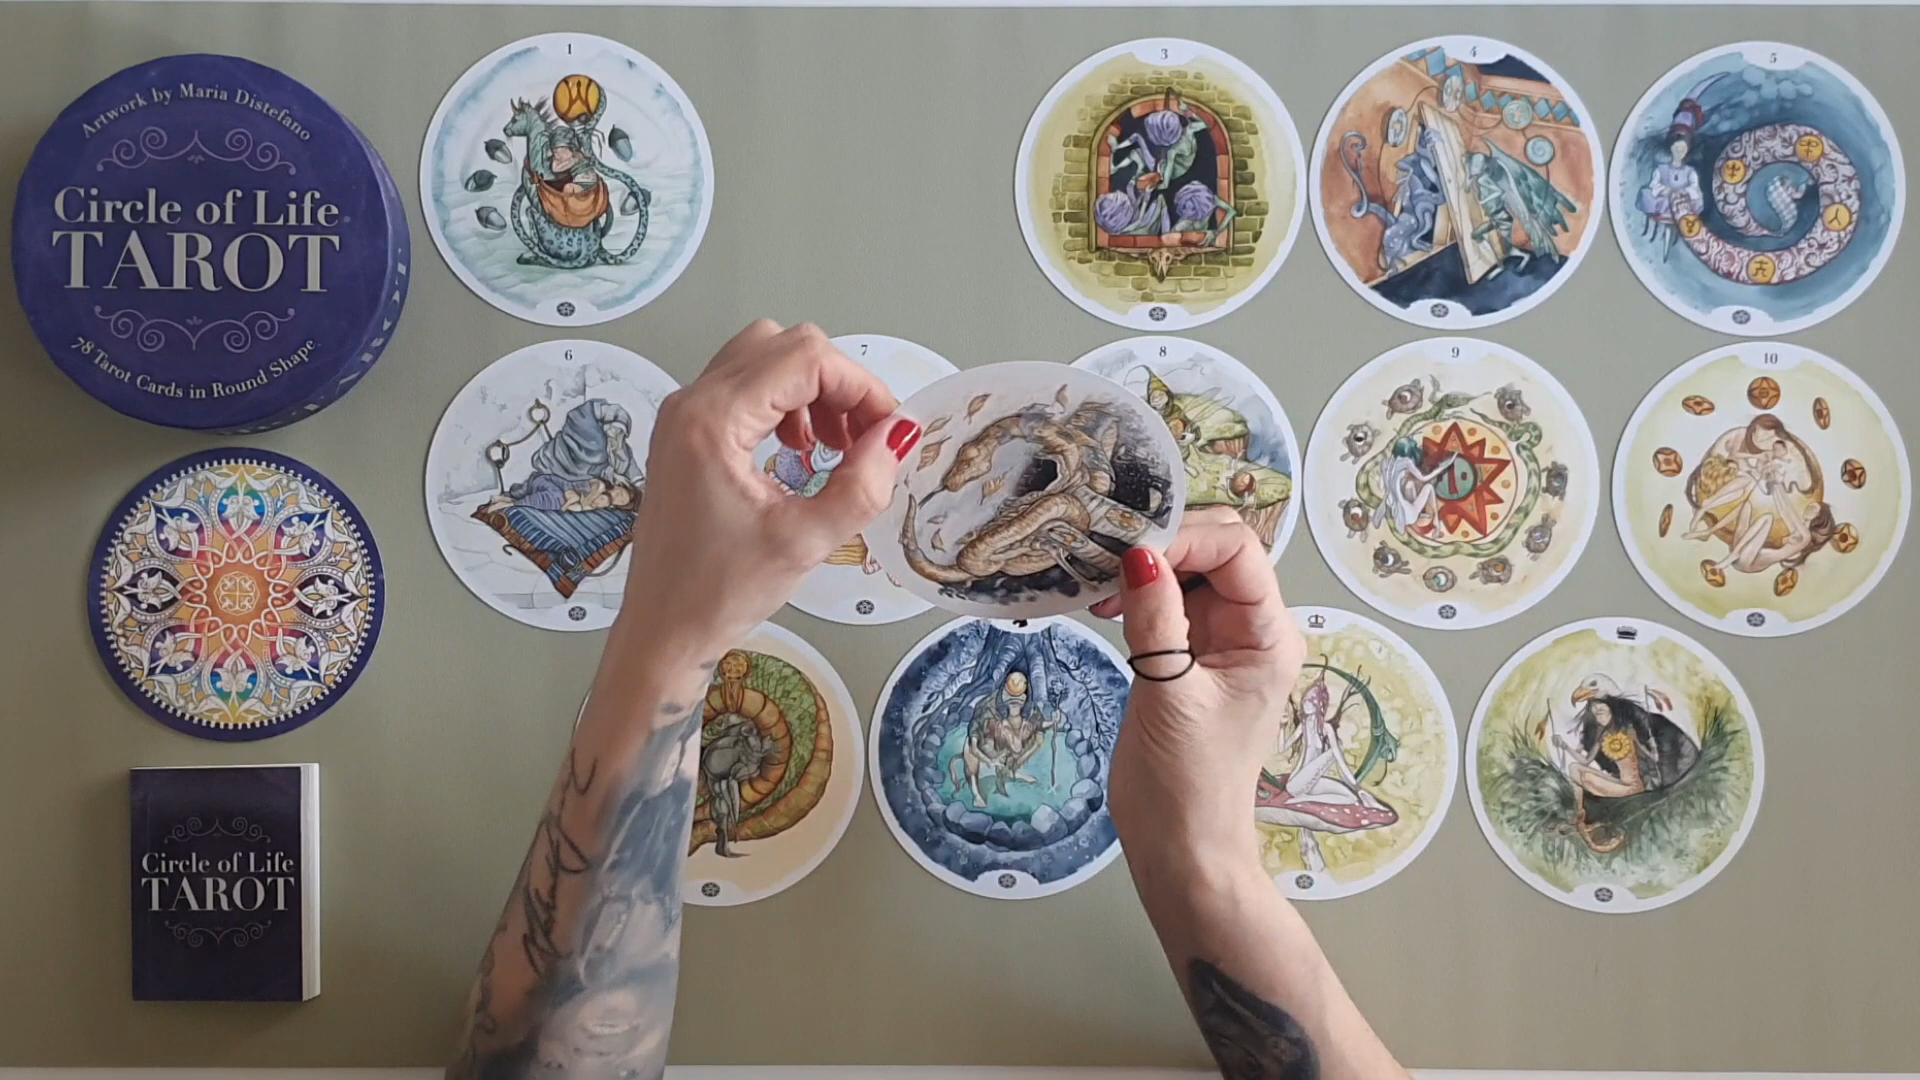 Artwork by Maria Distefano
Circle of Life
TAROT
78 Tarot Cards in Round Shape
1
3
4
5
6
7
8
9
10
Circle of Life
TAROT